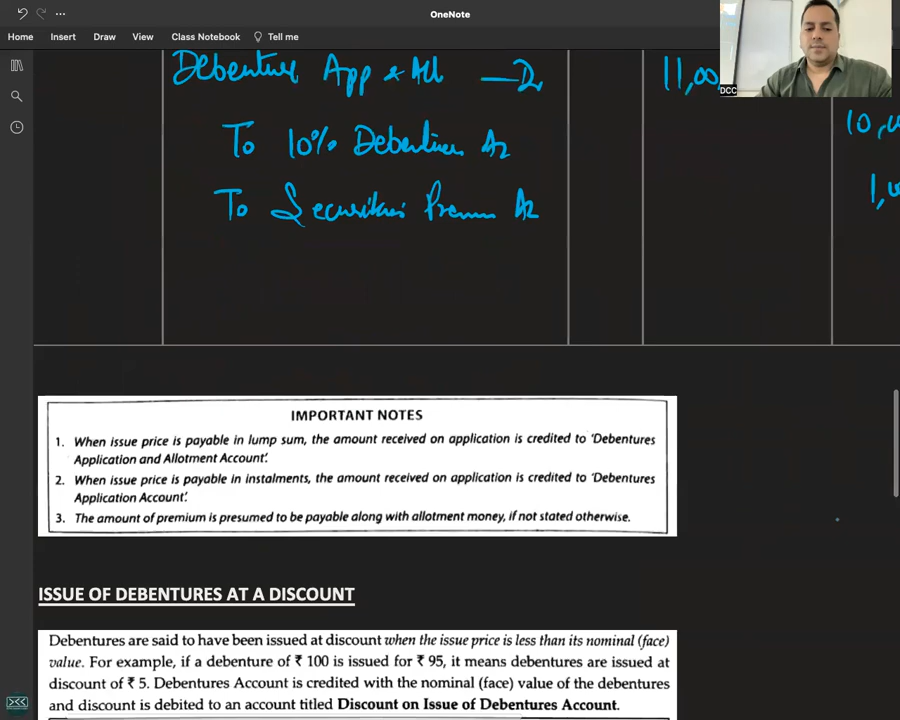 OneNote
Home Insert Draw View Class Notebook Tell me
DCC
Debenture App & All — Dr
11,00,
To 10% Debentures A/c
10,0
To Securities Premium A/c
1,0
IMPORTANT NOTES
1. When issue price is payable in lump sum, the amount received on application is credited to 'Debentures
Application and Allotment Account'.
2. When issue price is payable in instalments, the amount received on application is credited to 'Debentures
Application Account'.
3. The amount of premium is presumed to be payable along with allotment money, if not stated otherwise.
ISSUE OF DEBENTURES AT A DISCOUNT
Debentures are said to have been issued at discount when the issue price is less than its nominal (face)
value. For example, if a debenture of ₹ 100 is issued for ₹ 95, it means debentures are issued at
discount of ₹ 5. Debentures Account is credited with the nominal (face) value of the debentures
and discount is debited to an account titled Discount on Issue of Debentures Account.